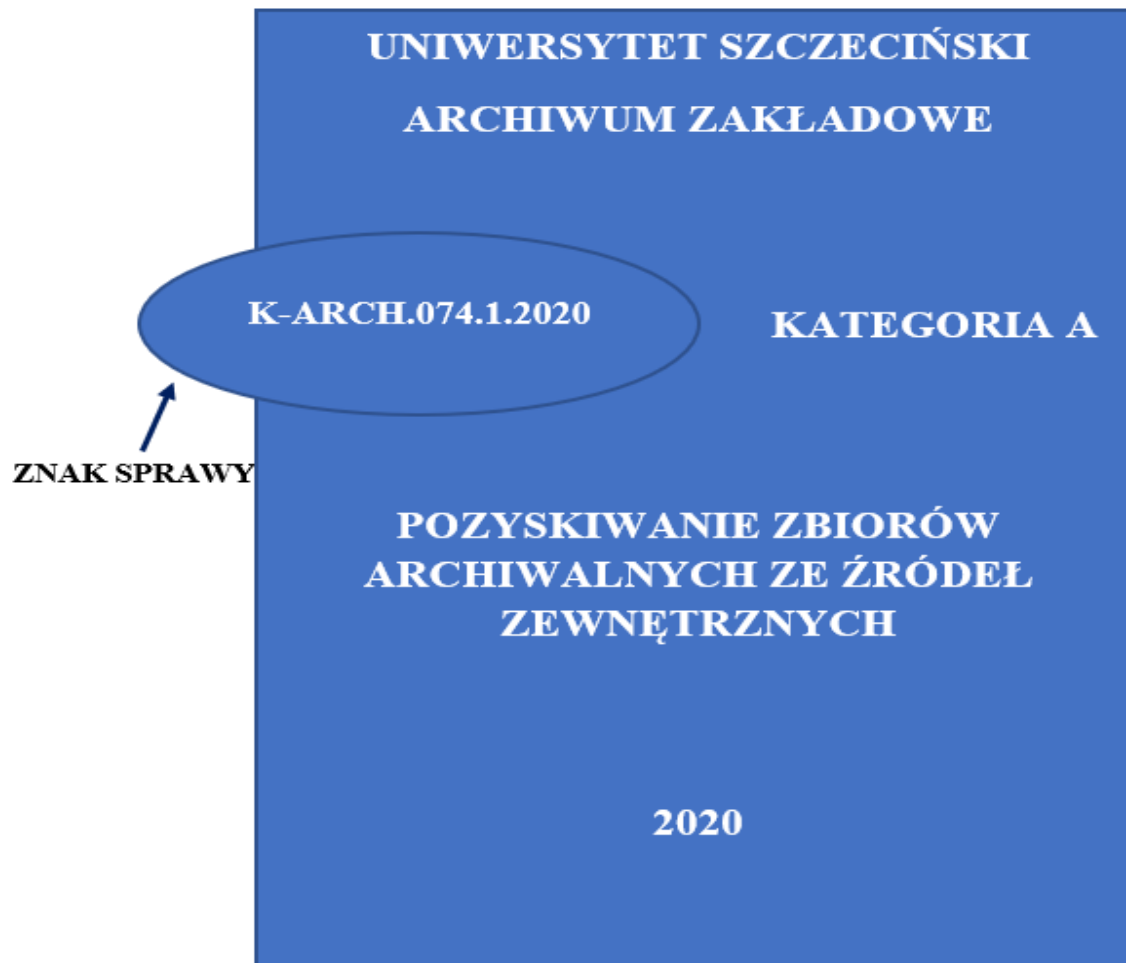 UNIWERSYTET SZCZECIŃSKI
ARCHIWUM ZAKŁADOWE
K-ARCH.074.1.2020
KATEGORIA A
ZNAK SPRAWY
POZYSKIWANIE ZBIORÓW
ARCHIWALNYCH ZE ŹRÓDEŁ
ZEWNĘTRZNYCH
2020